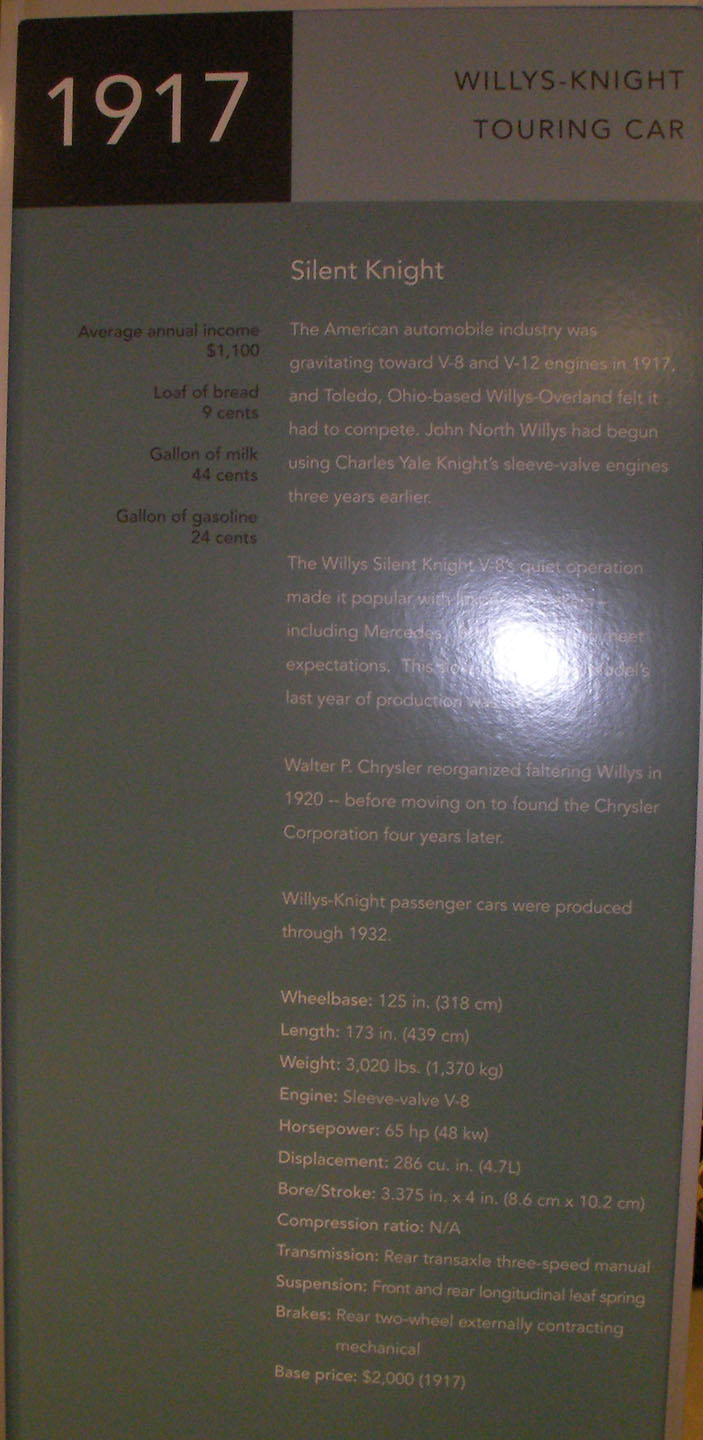 1917
WILLYS-KNIGHT
TOURING CAR
Average annual income
$1,100
Loaf of bread
9 cents
Gallon of milk
44 cents
Gallon of gasoline
24 cents
Silent Knight
The American automobile industry was
gravitating toward V-8 and V-12 engines in 1917,
and Toledo, Ohio-based Willys-Overland felt it
had to compete. John North Willys had begun
using Charles Yale Knight's sleeve-valve engines
three years earlier.
The Willys Silent Knight V-8's quiet operation
made it popular with
including Mercedes, meet
expectations. This model's
last year of production was
Walter P. Chrysler reorganized faltering Willys in
1920 -- before moving on to found the Chrysler
Corporation four years later.
Willys-Knight passenger cars were produced
through 1932.
Wheelbase: 125 in. (318 cm)
Length: 173 in. (439 cm)
Weight: 3,020 lbs. (1,370 kg)
Engine: Sleeve-valve V-8
Horsepower: 65 hp (48 kw)
Displacement: 286 cu. in. (4.7L)
Bore/Stroke: 3.375 in. x 4 in. (8.6 cm x 10.2 cm)
Compression ratio: N/A
Transmission: Rear transaxle three-speed manual
Suspension: Front and rear longitudinal leaf spring
Brakes: Rear two-wheel externally contracting
mechanical
Base price: $2,000 (1917)